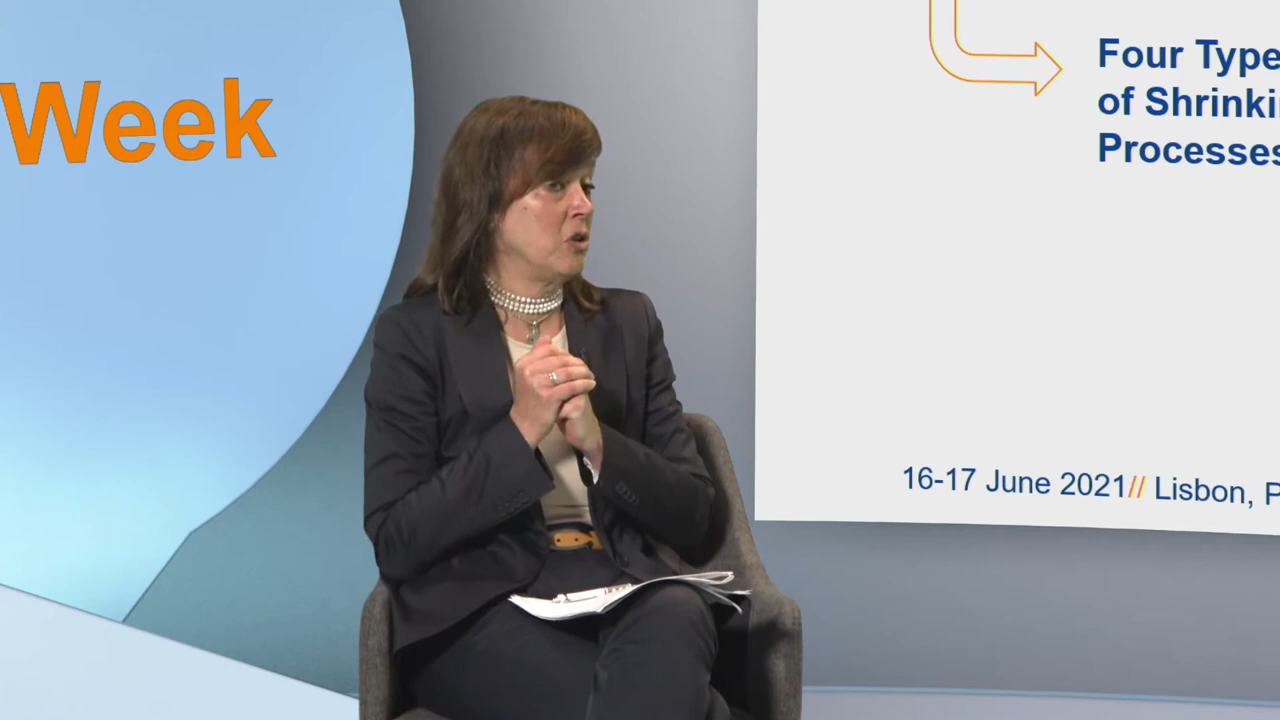 Week
Four Type
of Shrinki
Processes
16-17 June 2021// Lisbon, P